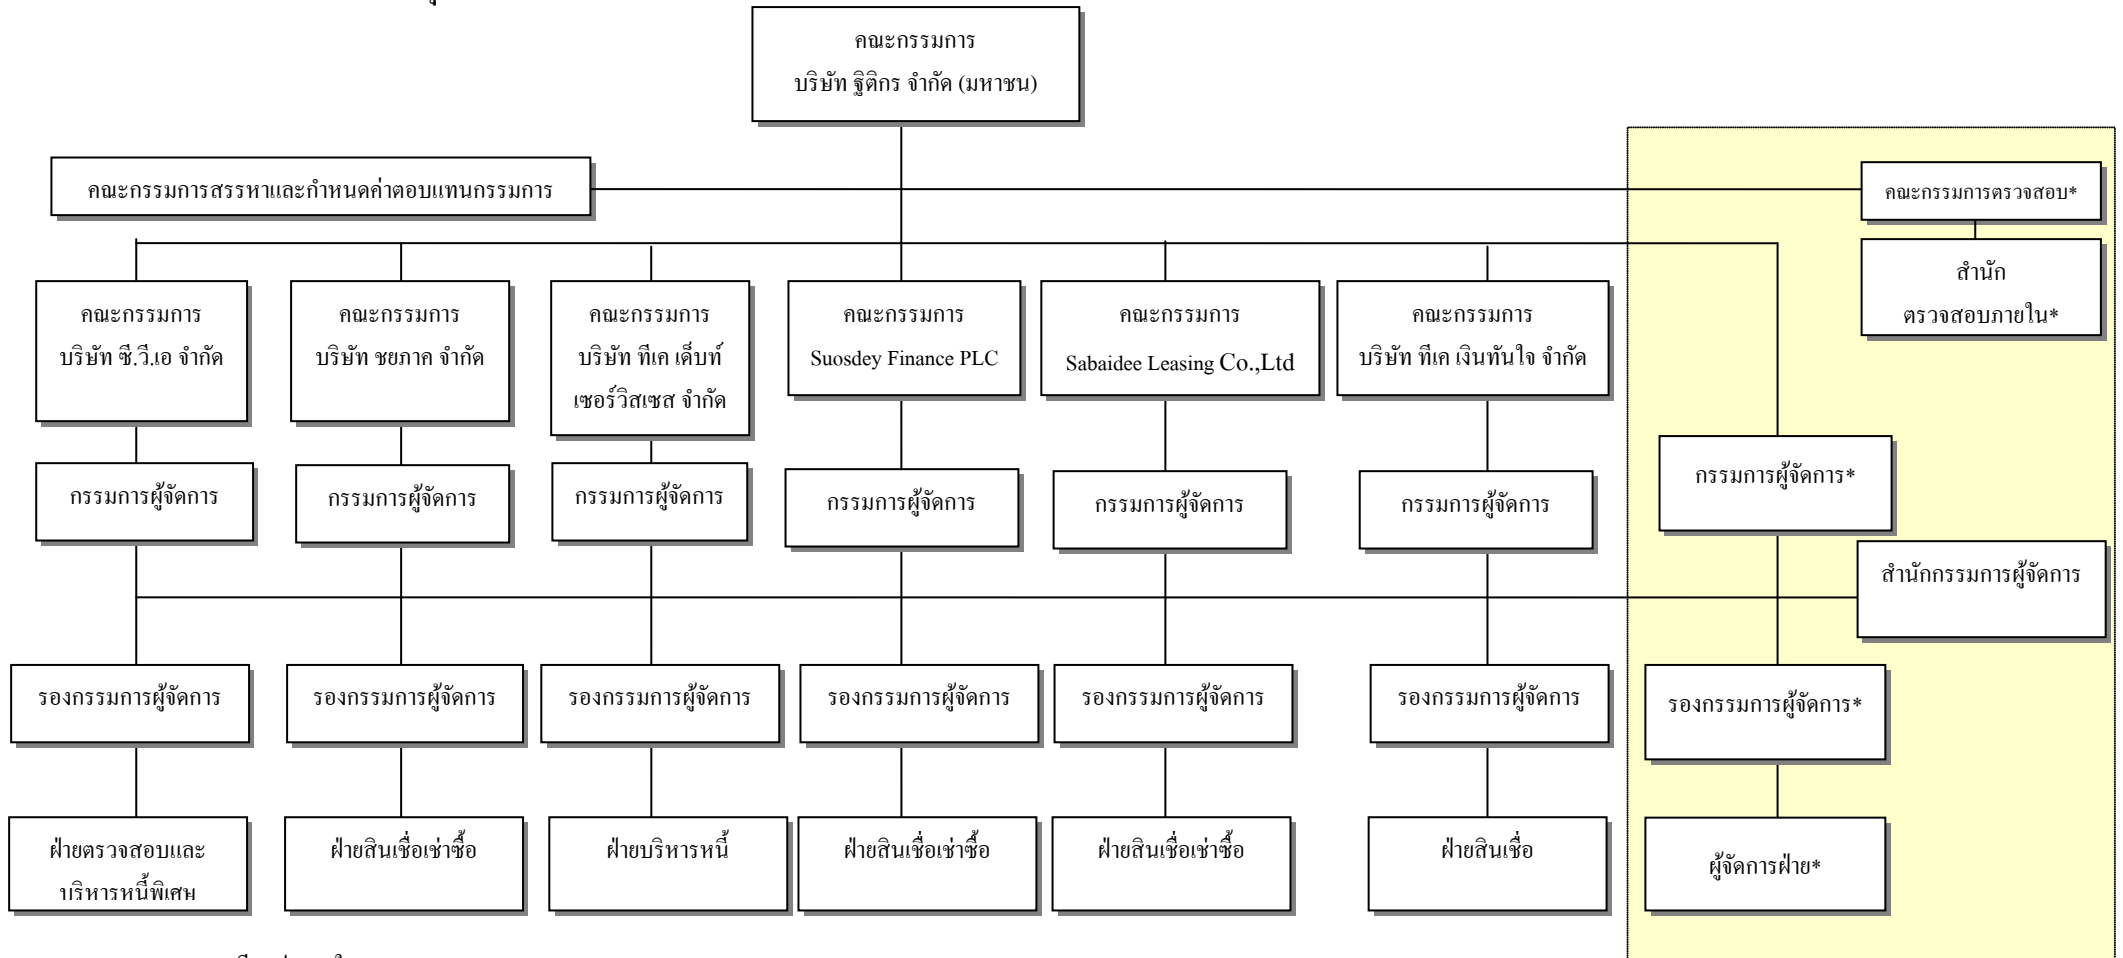 คณะกรรมการ
บริษัท ฐิติกร จำกัด (มหาชน)
คณะกรรมการสรรหาและกำหนดค่าตอบแทนกรรมการ
คณะกรรมการตรวจสอบ*
สำนัก
ตรวจสอบภายใน*
คณะกรรมการ
บริษัท ซี.วี.เอ จำกัด
คณะกรรมการ
บริษัท ชยภาค จำกัด
คณะกรรมการ
บริษัท ทีเค เด็บท์
เซอร์วิสเซส จำกัด
คณะกรรมการ
Suosdey Finance PLC
คณะกรรมการ
Sabaidee Leasing Co.,Ltd
คณะกรรมการ
บริษัท ทีเค เงินทันใจ จำกัด
กรรมการผู้จัดการ
กรรมการผู้จัดการ
กรรมการผู้จัดการ
กรรมการผู้จัดการ
กรรมการผู้จัดการ
กรรมการผู้จัดการ
กรรมการผู้จัดการ*
สำนักกรรมการผู้จัดการ
รองกรรมการผู้จัดการ
รองกรรมการผู้จัดการ
รองกรรมการผู้จัดการ
รองกรรมการผู้จัดการ
รองกรรมการผู้จัดการ
รองกรรมการผู้จัดการ
รองกรรมการผู้จัดการ*
ฝ่ายตรวจสอบและ
บริหารหนี้พิเศษ
ฝ่ายสินเชื่อเช่าซื้อ
ฝ่ายบริหารหนี้
ฝ่ายสินเชื่อเช่าซื้อ
ฝ่ายสินเชื่อเช่าซื้อ
ฝ่ายสินเชื่อ
ผู้จัดการฝ่าย*